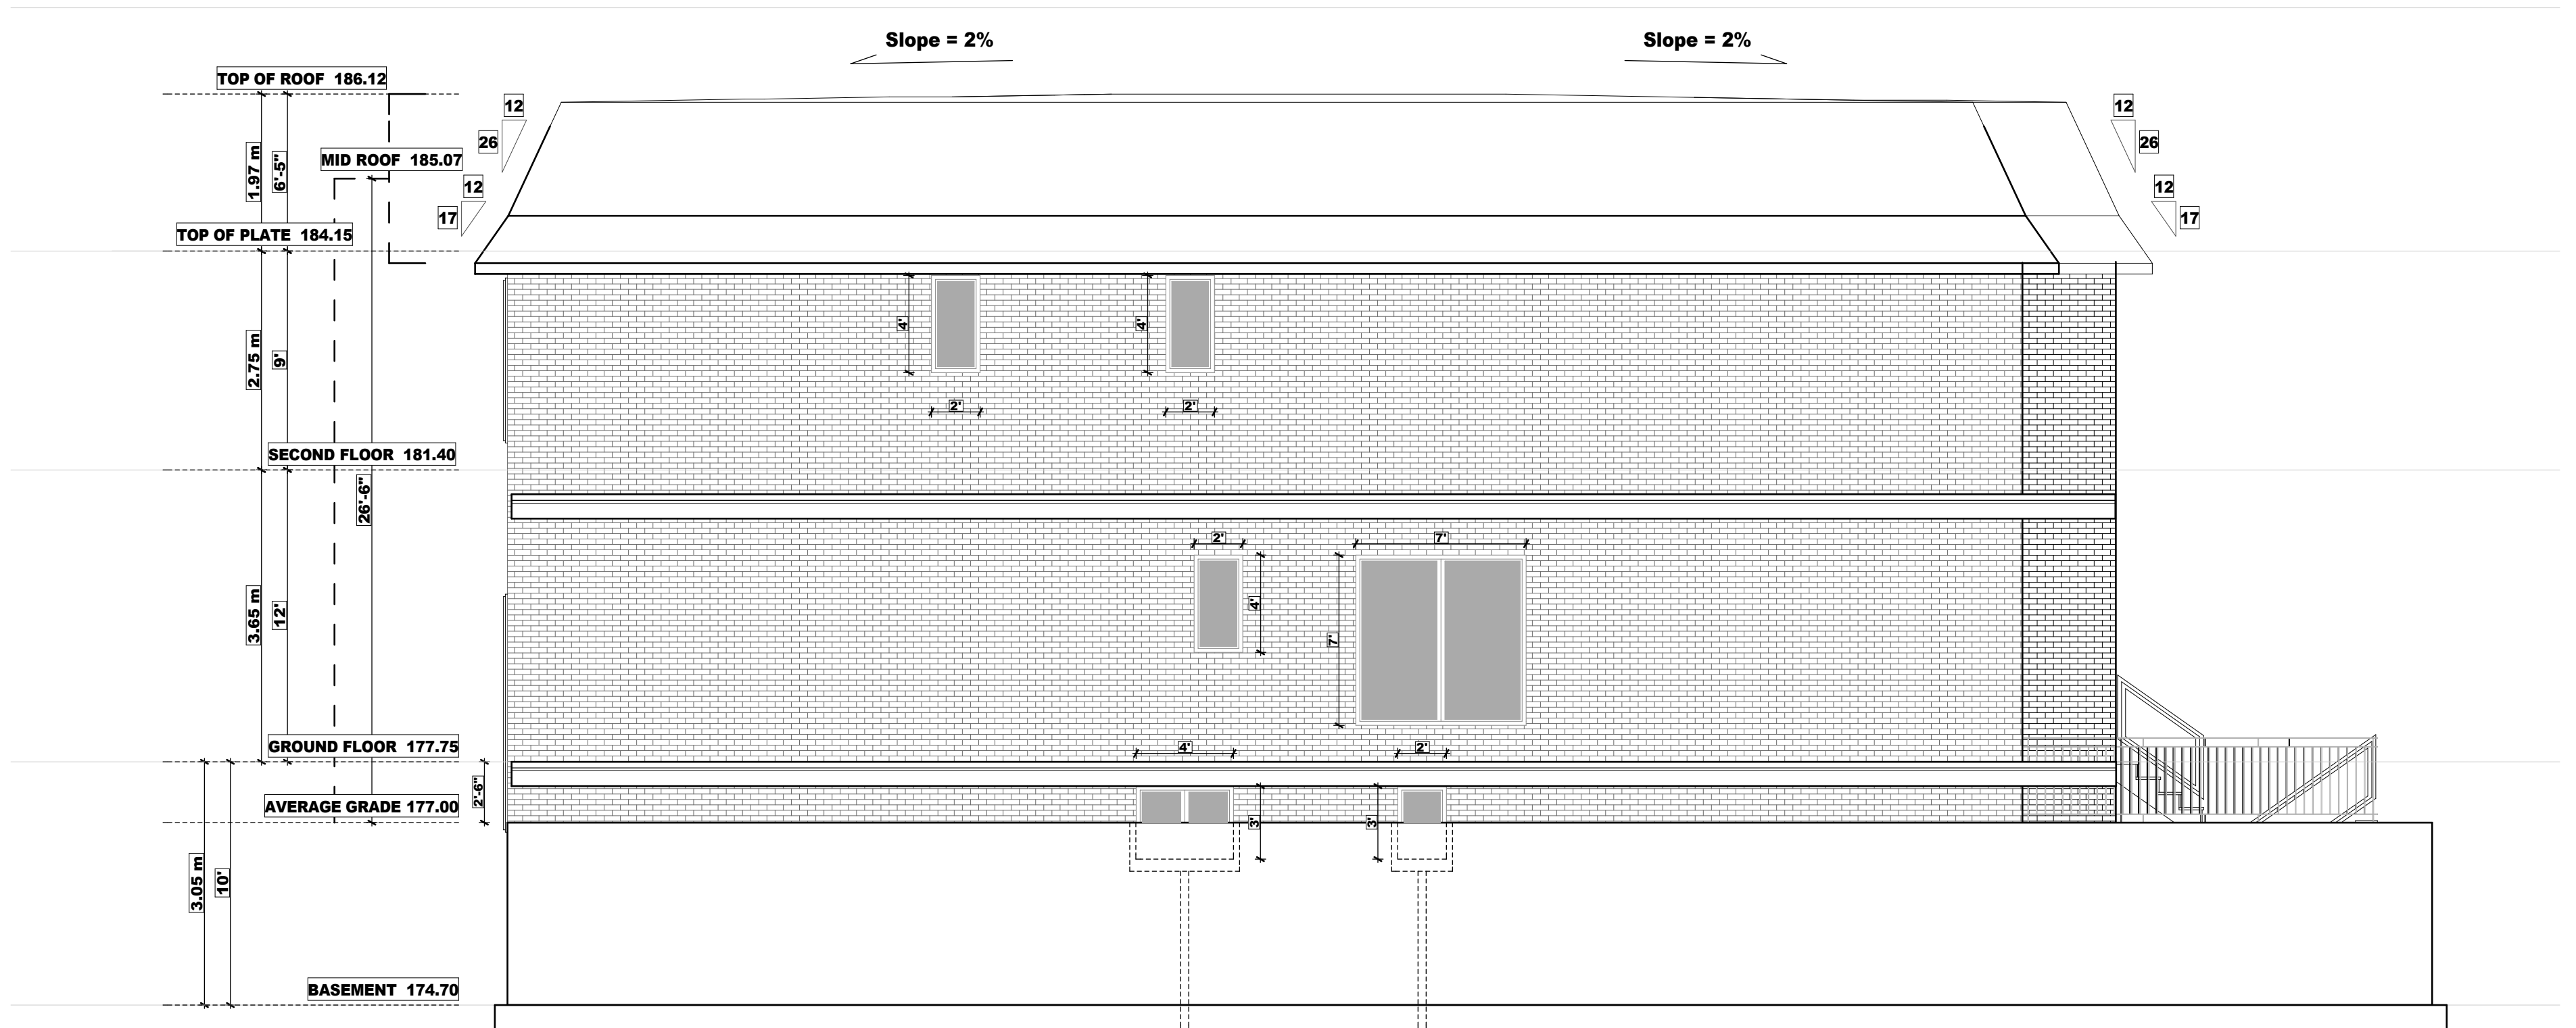 Slope = 2%
Slope = 2%
TOP OF ROOF 186.12
12
12
26
26
MID ROOF 185.07
1.97 m
6'-5"
12
12
17
17
TOP OF PLATE 184.15
4'
4'
2.75 m
9'
2'
2'
SECOND FLOOR 181.40
26'-6"
2'
7'
3.65 m
12'
4'
7'
GROUND FLOOR 177.75
4'
2'
2'-6"
AVERAGE GRADE 177.00
3'
3'
3.05 m
10'
BASEMENT 174.70